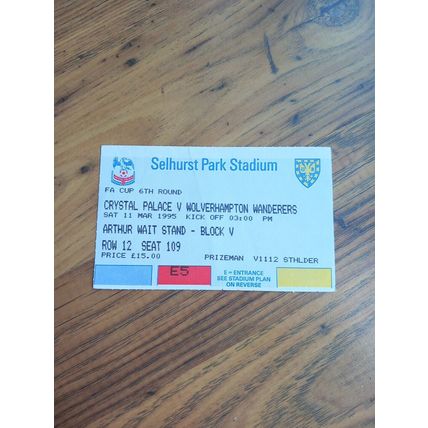 Selhurst Park Stadium
FA CUP 6TH ROUND
CRYSTAL PALACE V WOLVERHAMPTON WANDERERS
SAT 11 MAR 1995 KICK OFF 03:00 PM
ARTHUR WAIT STAND - BLOCK V
ROW 12 SEAT 109
PRICE £15.00 PRIZEMAN V1112 STHLDER
E5
E - ENTRANCE
SEE STADIUM PLAN
ON REVERSE